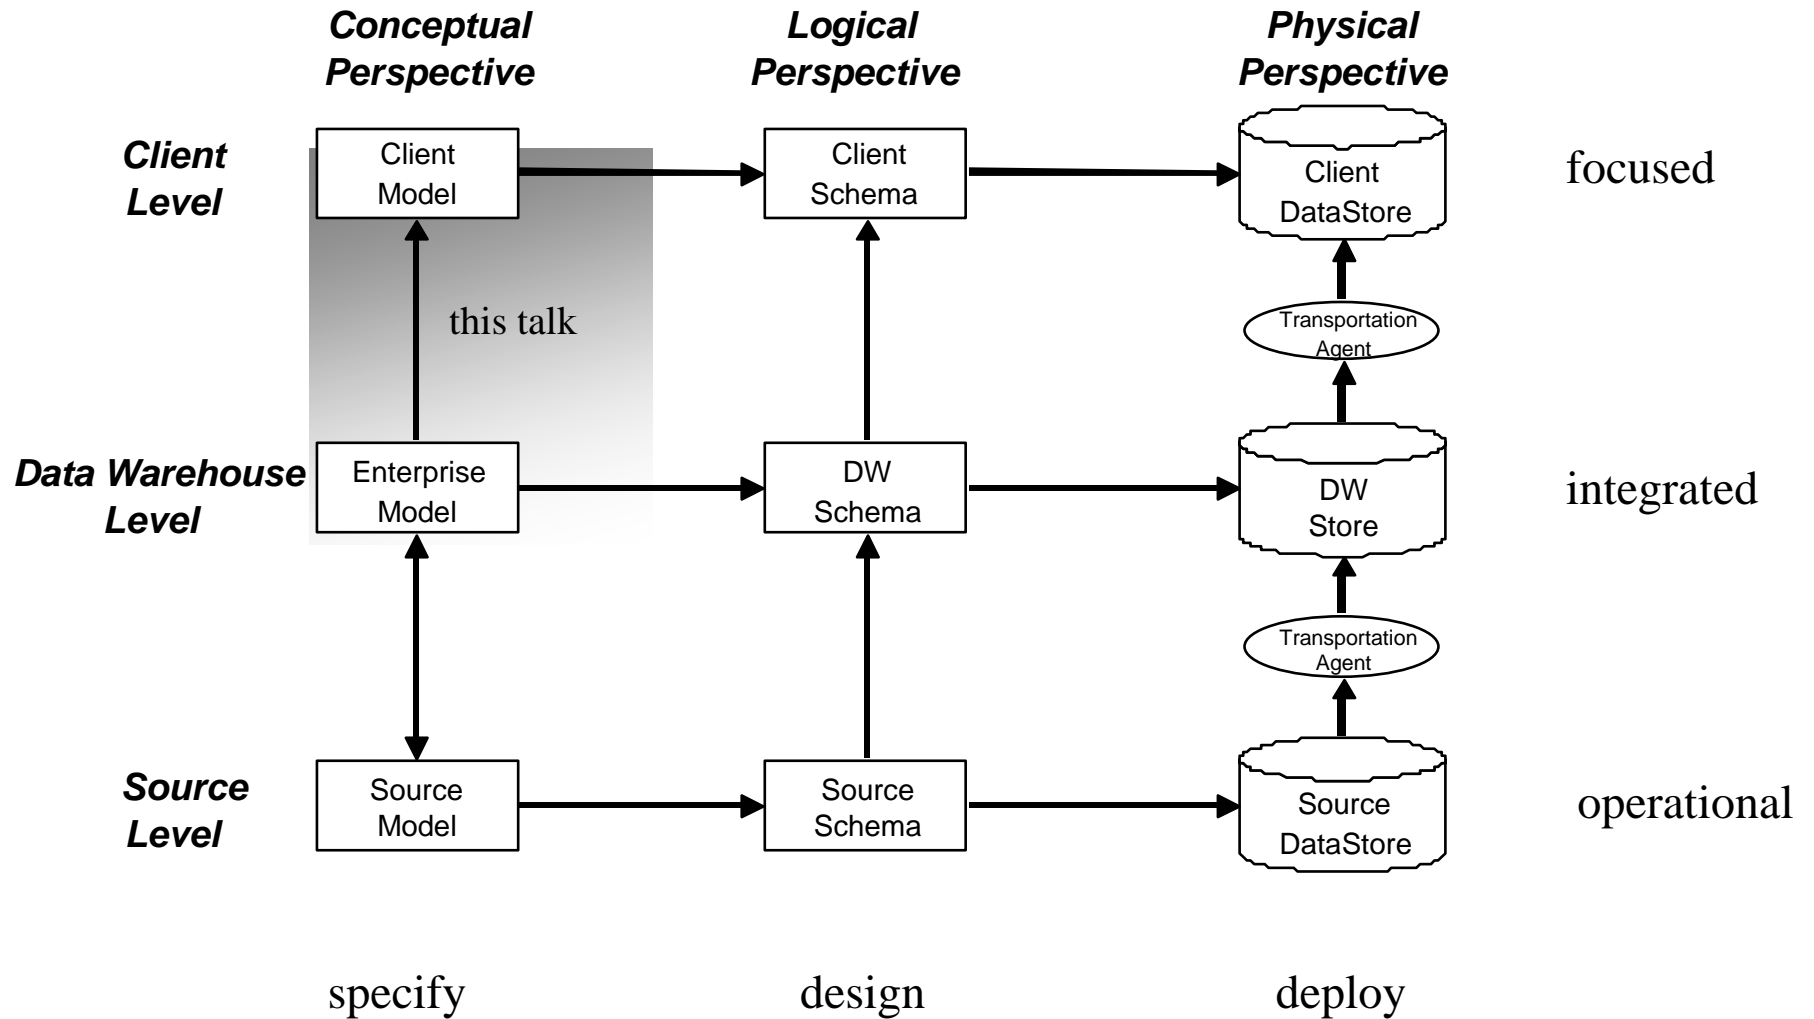 Conceptual
Perspective
Logical
Perspective
Physical
Perspective
Client
Level
Client
Model
Client
Schema
Client
DataStore
focused
this talk
Transportation
Agent
Data Warehouse
Level
Enterprise
Model
DW
Schema
DW
Store
integrated
Transportation
Agent
Source
Level
Source
Model
Source
Schema
Source
DataStore
operational
specify
design
deploy